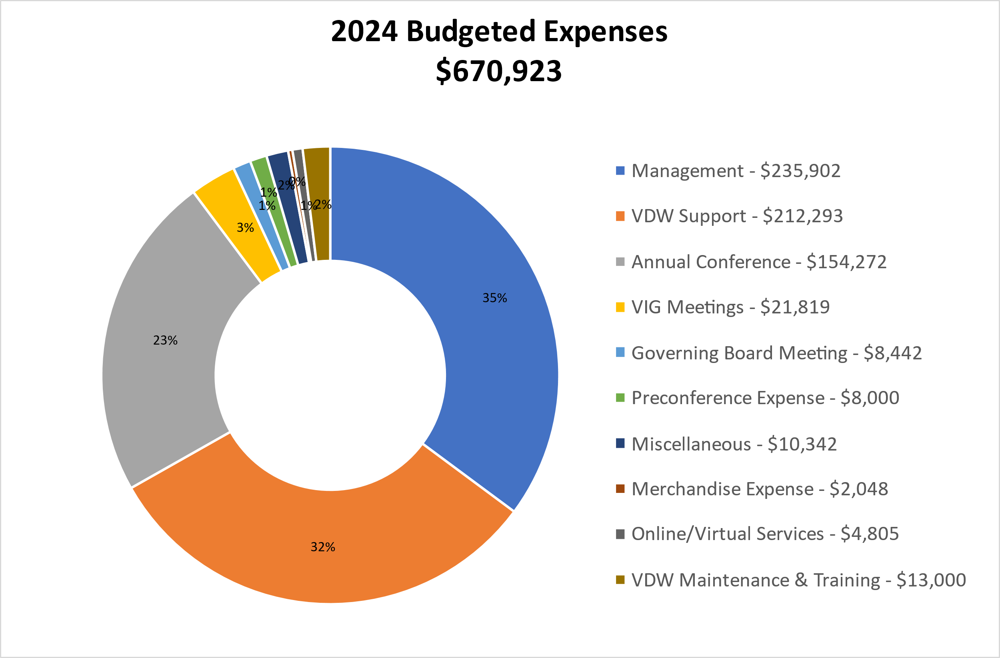 2024 Budgeted Expenses
$670,923
35%
32%
23%
3%
1%
1%
2%
0%
1%
2%
Management - $235,902
VDW Support - $212,293
Annual Conference - $154,272
VIG Meetings - $21,819
Governing Board Meeting - $8,442
Preconference Expense - $8,000
Miscellaneous - $10,342
Merchandise Expense - $2,048
Online/Virtual Services - $4,805
VDW Maintenance & Training - $13,000